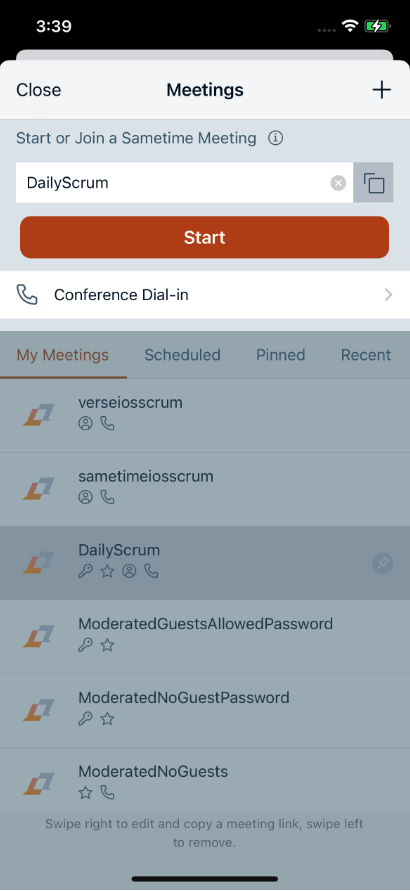 3:39
Close
Meetings
Start or Join a Sametime Meeting
DailyScrum
Start
Conference Dial-in
My Meetings
Scheduled
Pinned
Recent
verseiosscrum
sametimeiosscrum
DailyScrum
ModeratedGuestsAllowedPassword
ModeratedNoGuestPassword
ModeratedNoGuests
Swipe right to edit and copy a meeting link, swipe left
to remove.